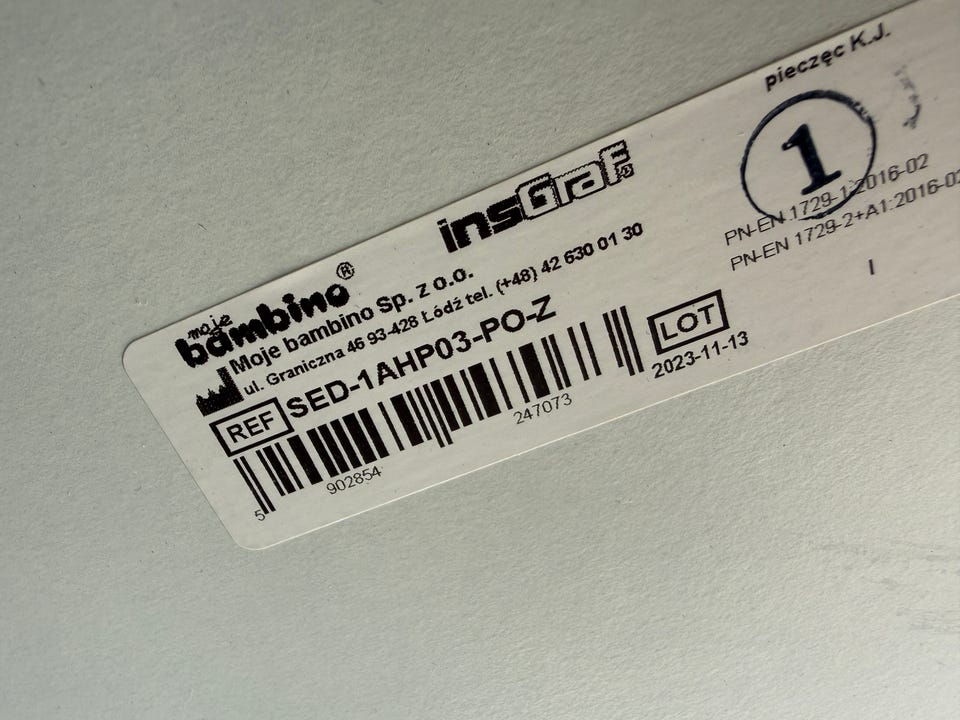 moje
bambino ®
insGraf
Moje bambino Sp. z o.o.
ul. Graniczna 46 93-428 Łódź tel. (+48) 42 630 01 30
REF SED-1AHP03-PO-Z
5 902854 247073
LOT
2023-11-13
pieczęc K.J.
1
PN-EN 1729-1:2016-02
PN-EN 1729-2+A1:2016-02
I